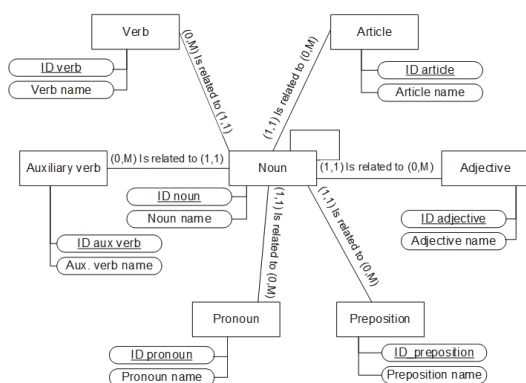 Verb
Article
(0,M) Is related to (1,1)
(1,1) Is related to (0,M)
ID verb
Verb name
ID article
Article name
Auxiliary verb
(0,M) Is related to (1,1)
Noun
(1,1) Is related to (0,M)
Adjective
ID noun
Noun name
ID adjective
Adjective name
ID aux verb
Aux. verb name
(1,1) Is related to (0,M)
(1,1) Is related to (0,M)
Pronoun
Preposition
ID pronoun
Pronoun name
ID_preposition
Preposition name